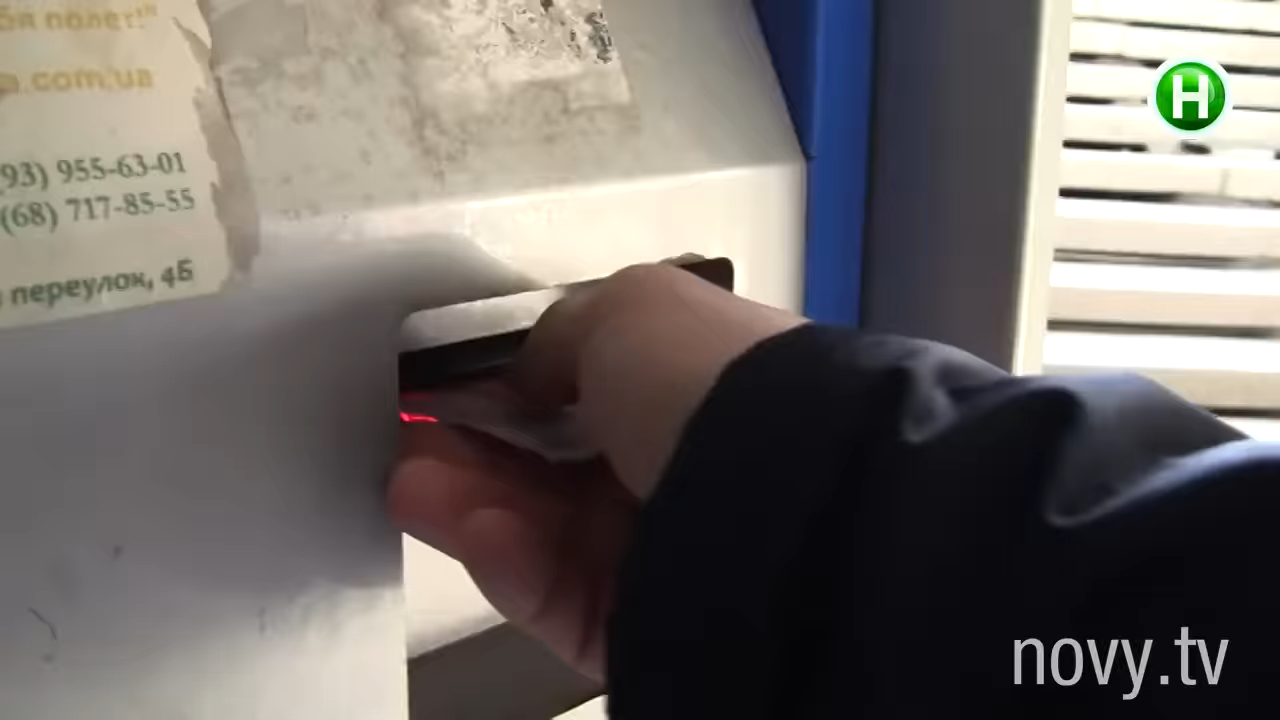 полет!"
a.com.ua
93) 955-63-01
(68) 717-85-55
переулок, 4Б
H
novy.tv